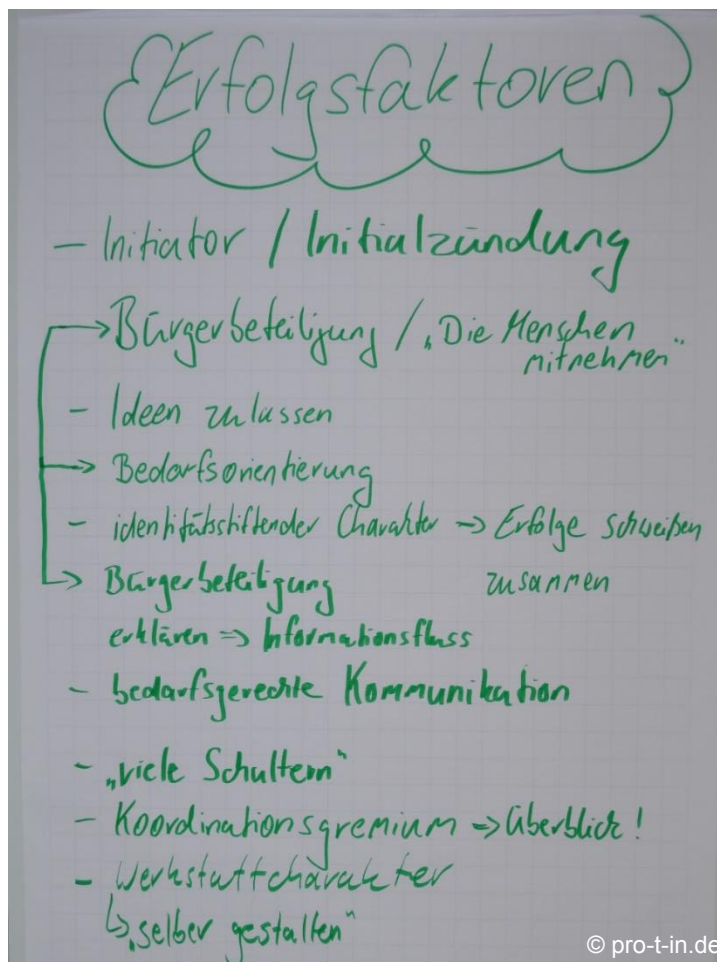 Erfolgsfaktoren
- Initiator / Initialzündung
→ Bürgerbeteiligung / „Die Menschen
mitnehmen"
- Ideen zulassen
→ Bedarfsorientierung
- identitätsstiftender Charakter → Erfolge schweißen
zusammen
→ Bürgerbeteiligung
erklären => Informationsfluss
- bedarfsgerechte Kommunikation
- „viele Schultern"
- Koordinationsgremium => Überblick!
- Werkstattcharakter
↳ „selber gestalten"
© pro-t-in.de